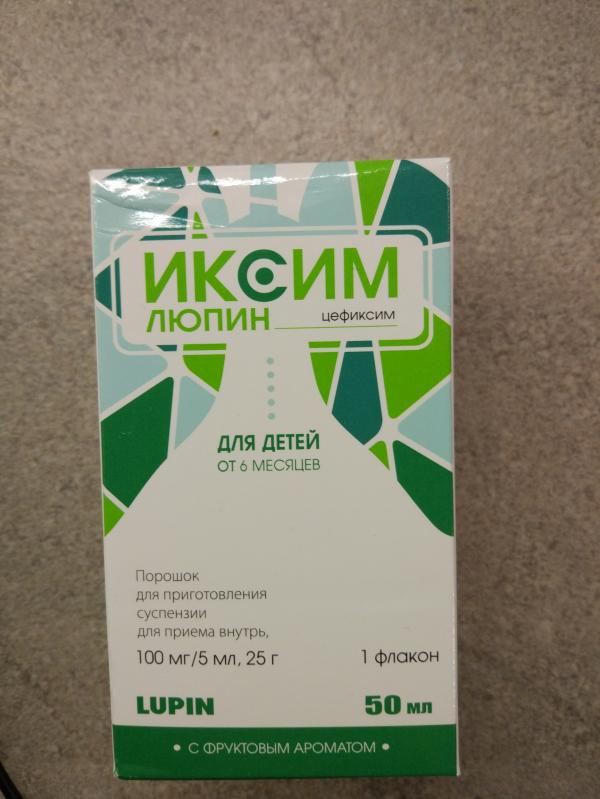 ИКСИМ
ЛЮПИН
цефиксим
ДЛЯ ДЕТЕЙ
ОТ 6 МЕСЯЦЕВ
Порошок
для приготовления
суспензии
для приема внутрь,
100 мг/5 мл, 25 г
1 флакон
LUPIN
50 мл
• С ФРУКТОВЫМ АРОМАТОМ •